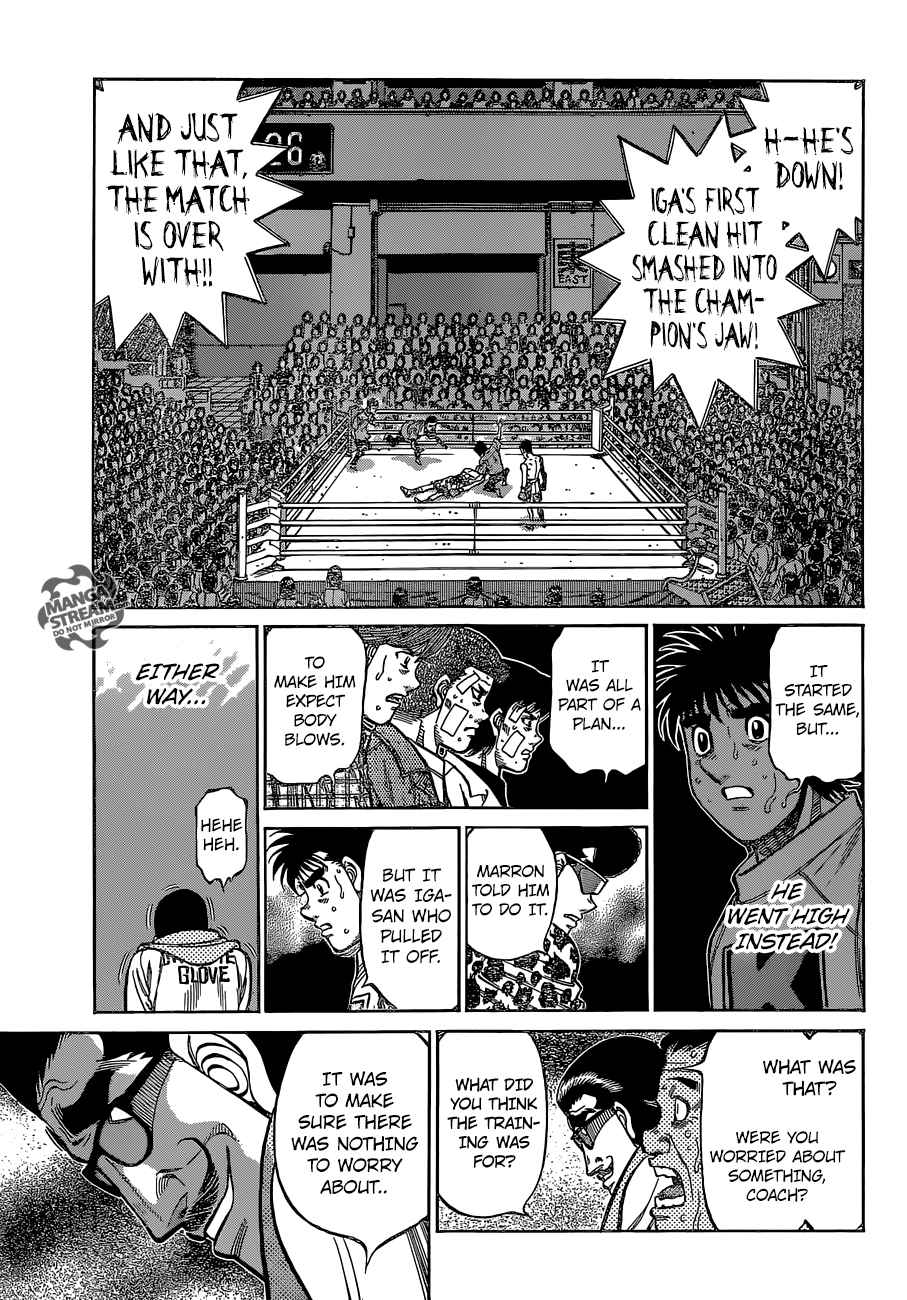 H-HE'S
DOWN!
IGA'S FIRST
CLEAN HIT
SMASHED INTO
THE CHAM-
PION'S JAW!
AND JUST
LIKE THAT,
THE MATCH
IS OVER
WITH!!
26
東
EAST
MANGA
STREAM
DO NOT MIRROR
IT
STARTED
THE SAME,
BUT...
HE
WENT HIGH
INSTEAD!
IT
WAS ALL
PART OF A
PLAN...
TO
MAKE HIM
EXPECT
BODY
BLOWS.
MARRON
TOLD HIM
TO DO IT.
BUT IT
WAS IGA-
SAN WHO
PULLED
IT OFF.
EITHER
WAY...
HEHE
HEH.
GLOVE
WHAT WAS
THAT?
WERE YOU
WORRIED ABOUT
SOMETHING,
COACH?
WHAT DID
YOU THINK
THE TRAIN-
ING WAS
FOR?
IT WAS
TO MAKE
SURE THERE
WAS NOTHING
TO WORRY
ABOUT..